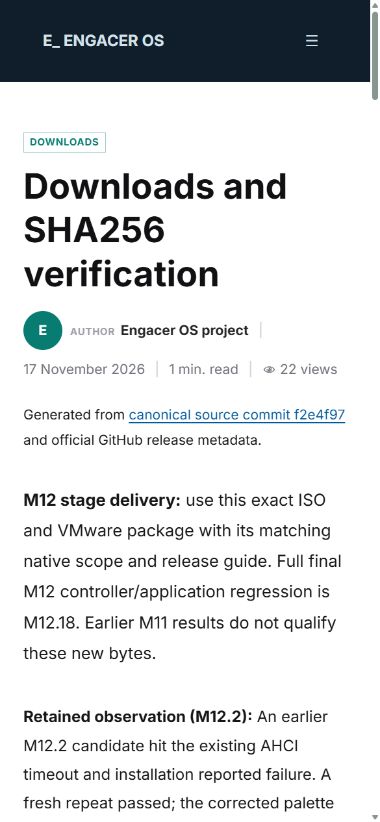 E_ ENGACER OS
DOWNLOADS
Downloads and
SHA256
verification
E AUTHOR Engacer OS project
17 November 2026 1 min. read 22 views
Generated from canonical source commit f2e4f97
and official GitHub release metadata.
M12 stage delivery: use this exact ISO
and VMware package with its matching
native scope and release guide. Full final
M12 controller/application regression is
M12.18. Earlier M11 results do not qualify
these new bytes.
Retained observation (M12.2): An earlier
M12.2 candidate hit the existing AHCI
timeout and installation reported failure. A
fresh repeat passed; the corrected palette